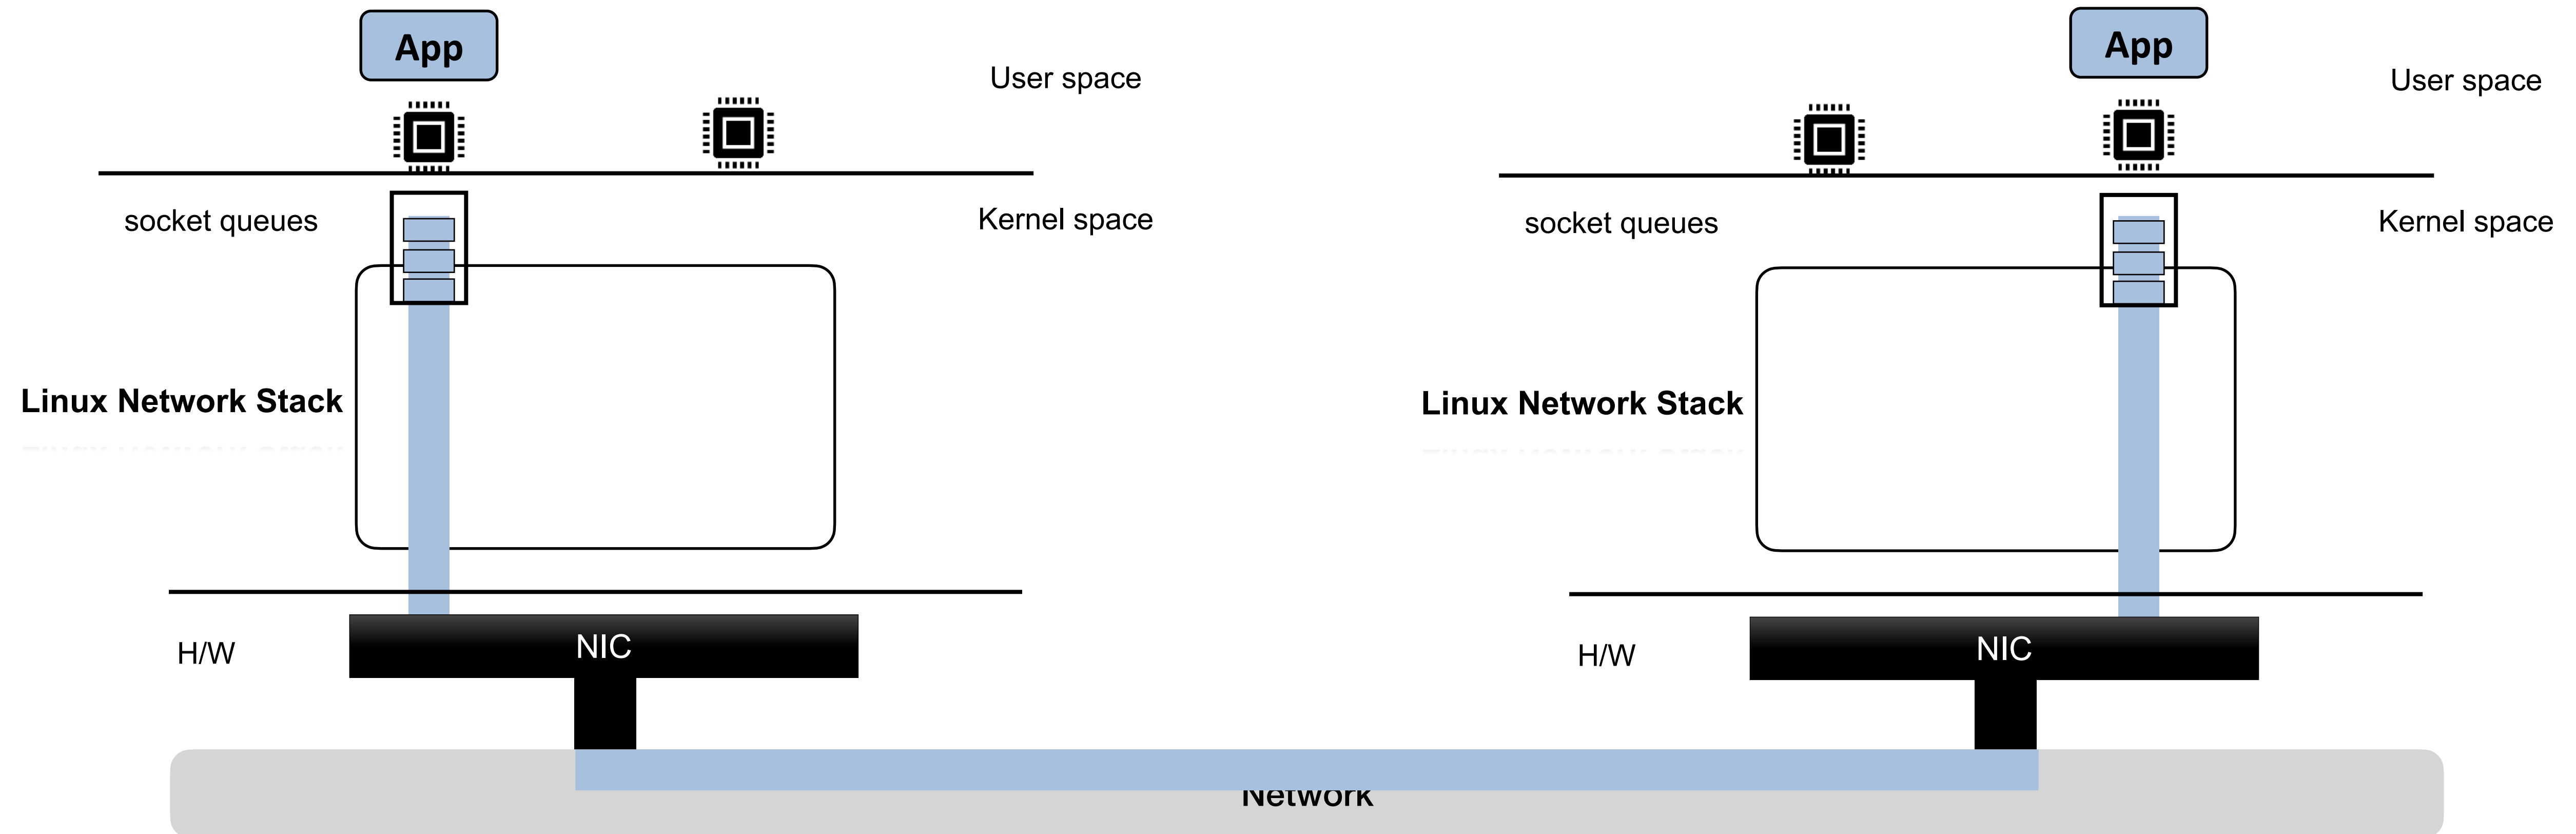 App
App
User space
User space
socket queues
Kernel space
socket queues
Kernel space
Linux Network Stack
Linux Network Stack
H/W
NIC
H/W
NIC
Network